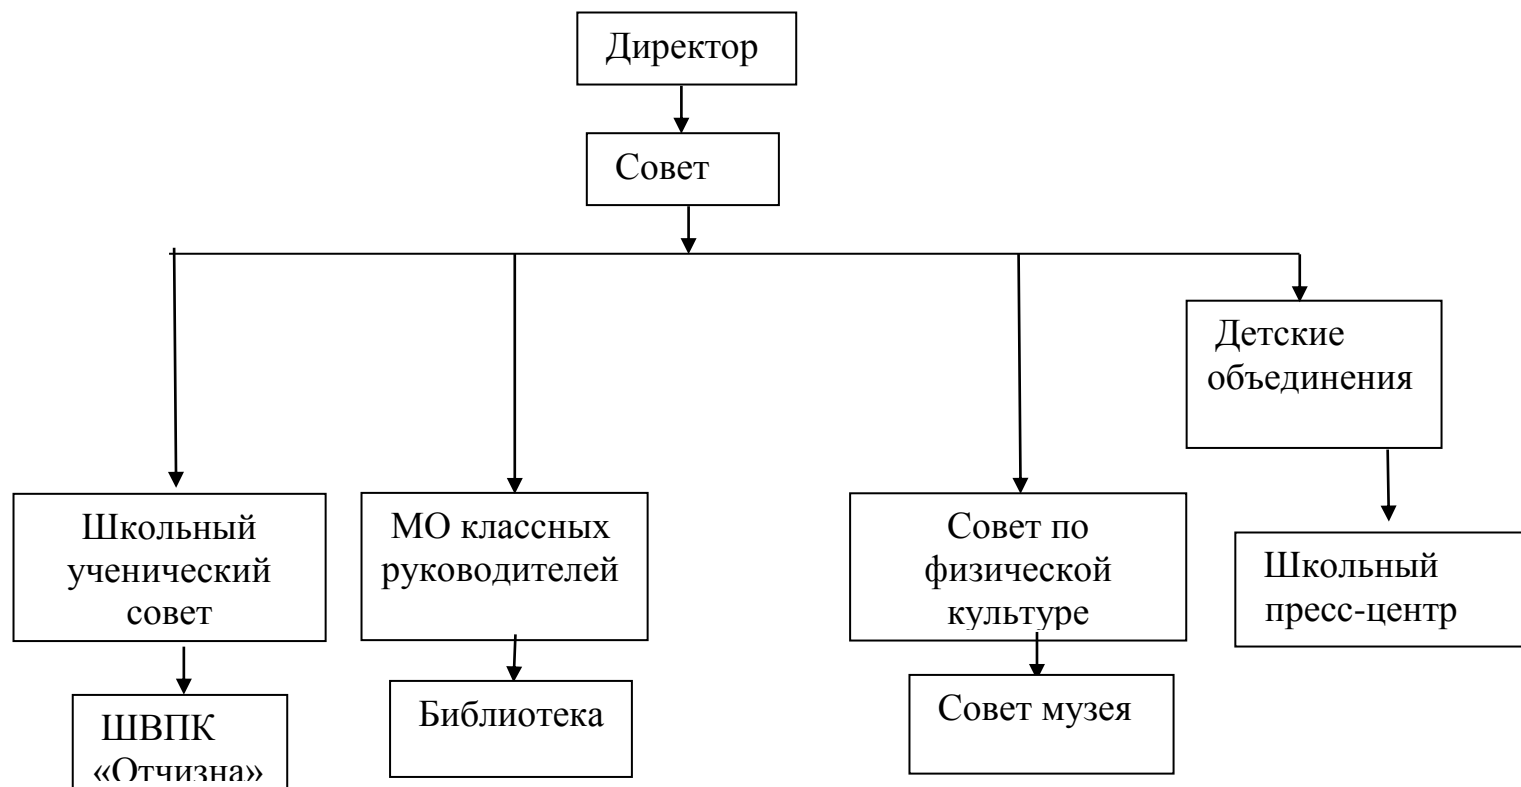 Директор
Совет
Детские
объединения
Школьный
ученический
совет
МО классных
руководителей
Совет по
физической
культуре
Школьный
пресс-центр
ШВПК
«Отчизна»
Библиотека
Совет музея